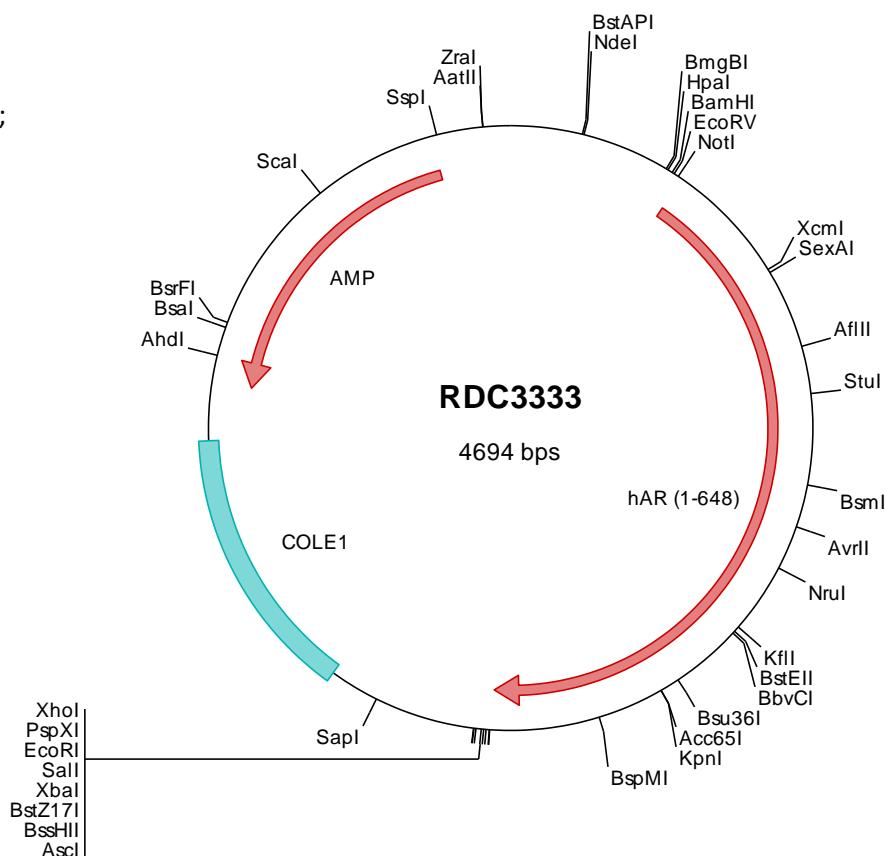 ;
BstAPI
NdeI
ZraI
AatII
SspI
ScaI
BmgBI
HpaI
BamHI
EcoRV
NotI
XcmI
SexAI
AflII
StuI
BsmI
AvrII
NruI
KflI
BstEII
BbvCI
Bsu36I
Acc65I
KpnI
BspMI
BsrFI
BsaI
AhdI
AMP
RDC3333
4694 bps
hAR (1-648)
COLE1
SapI
XhoI
PspXI
EcoRI
SalI
XbaI
BstZ17I
BssHII
AscI